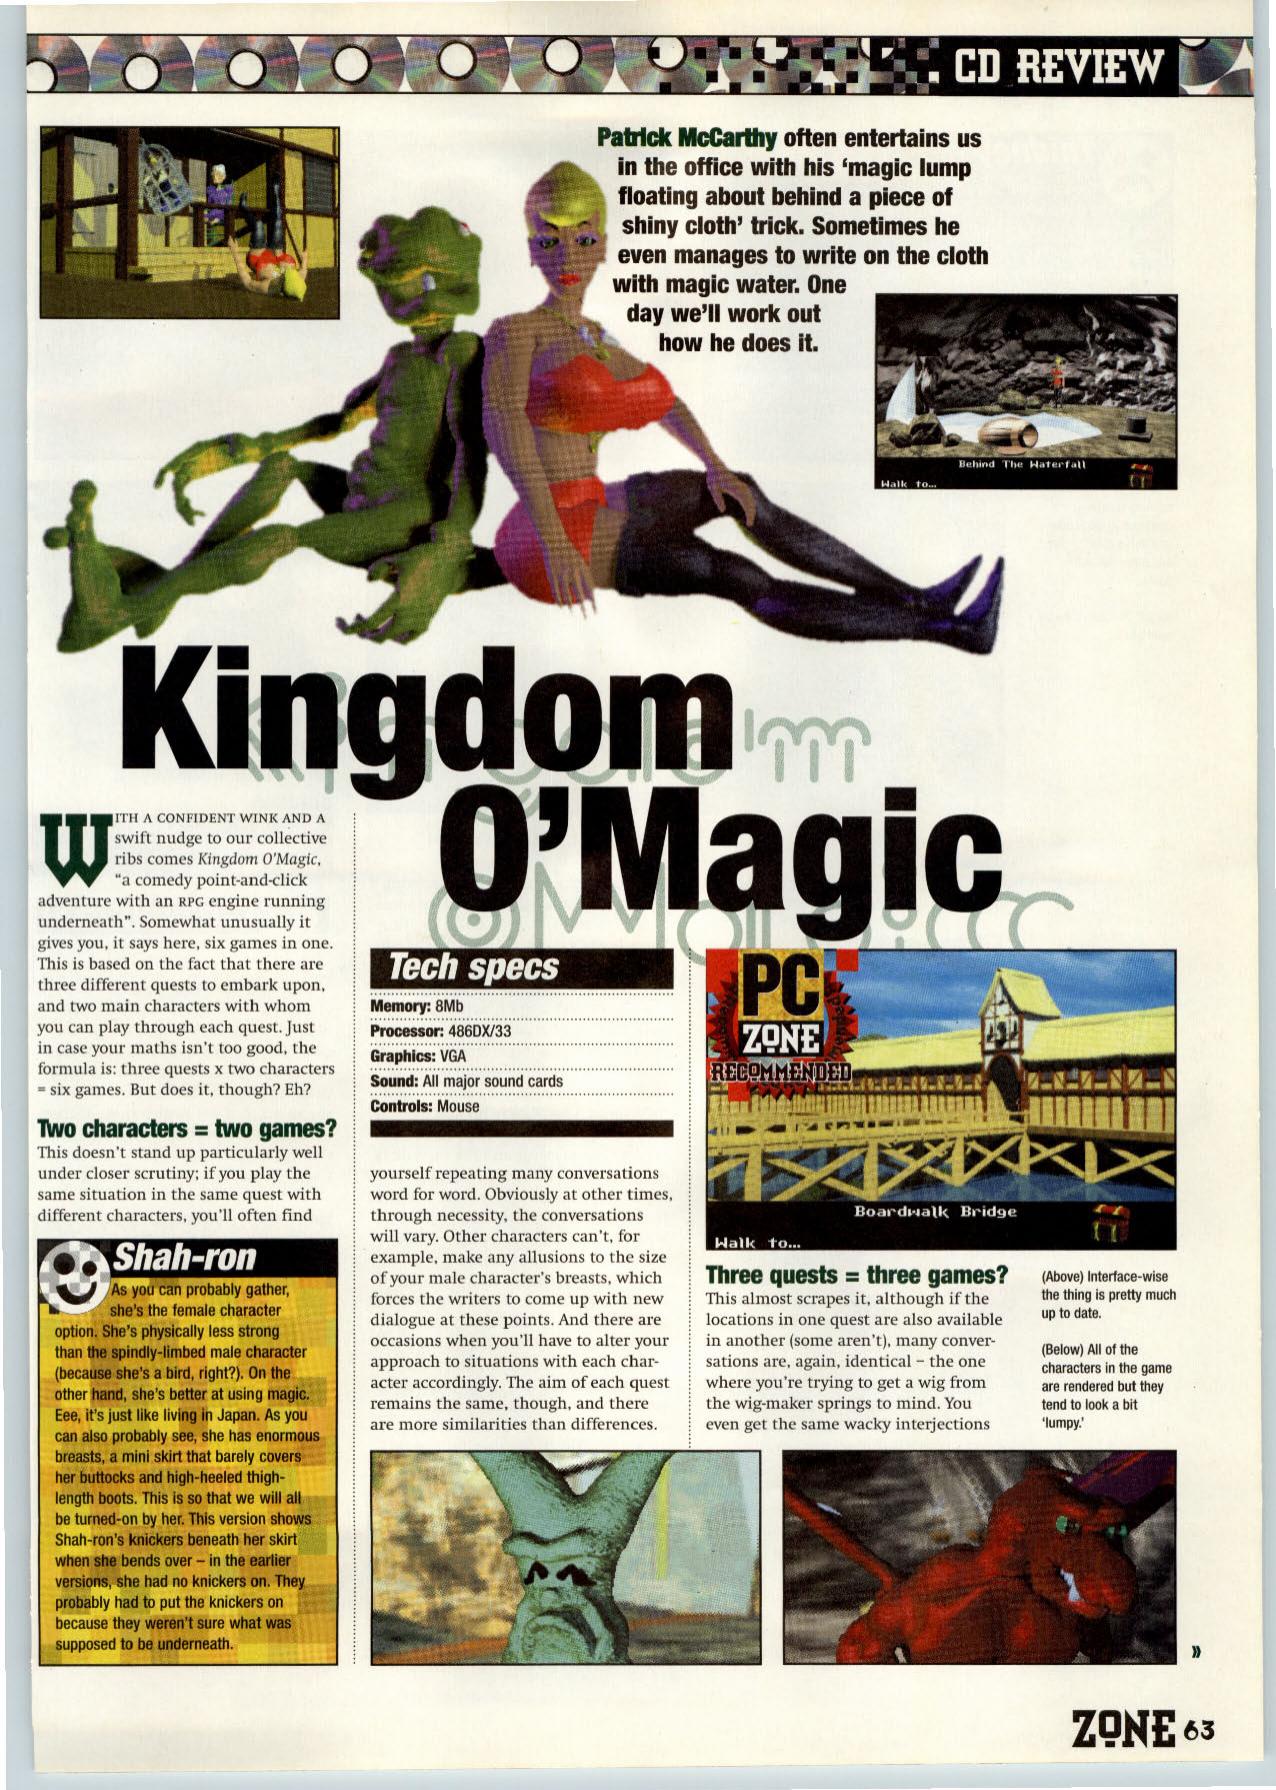 CD REVIEW
Patrick McCarthy often entertains us
in the office with his ‘magic lump
floating about behind a piece of
shiny cloth’ trick. Sometimes he
even manages to write on the cloth
with magic water. One
day we’ll work out
how he does it.
Behind The Waterfall
Walk to...
Kingdom
O’Magic
WITH A CONFIDENT WINK AND A
swift nudge to our collective
ribs comes Kingdom O’Magic,
“a comedy point-and-click
adventure with an RPG engine running
underneath”. Somewhat unusually it
gives you, it says here, six games in one.
This is based on the fact that there are
three different quests to embark upon,
and two main characters with whom
you can play through each quest. Just
in case your maths isn’t too good, the
formula is: three quests x two characters
= six games. But does it, though? Eh?
Two characters = two games?
This doesn’t stand up particularly well
under closer scrutiny; if you play the
same situation in the same quest with
different characters, you’ll often find
Shah-ron
As you can probably gather,
she’s the female character
option. She’s physically less strong
than the spindly-limbed male character
(because she’s a bird, right?). On the
other hand, she’s better at using magic.
Eee, it’s just like living in Japan. As you
can also probably see, she has enormous
breasts, a mini skirt that barely covers
her buttocks and high-heeled thigh-
length boots. This is so that we will all
be turned-on by her. This version shows
Shah-ron’s knickers beneath her skirt
when she bends over – in the earlier
versions, she had no knickers on. They
probably had to put the knickers on
because they weren’t sure what was
supposed to be underneath.
Tech specs
Memory: 8Mb
Processor: 486DX/33
Graphics: VGA
Sound: All major sound cards
Controls: Mouse
yourself repeating many conversations
word for word. Obviously at other times,
through necessity, the conversations
will vary. Other characters can’t, for
example, make any allusions to the size
of your male character’s breasts, which
forces the writers to come up with new
dialogue at these points. And there are
occasions when you’ll have to alter your
approach to situations with each char-
acter accordingly. The aim of each quest
remains the same, though, and there
are more similarities than differences.
PC
ZONE
RECOMMENDED
Boardwalk Bridge
Walk to...
Three quests = three games?
This almost scrapes it, although if the
locations in one quest are also available
in another (some aren’t), many conver-
sations are, again, identical – the one
where you’re trying to get a wig from
the wig-maker springs to mind. You
even get the same wacky interjections
(Above) Interface-wise
the thing is pretty much
up to date.
(Below) All of the
characters in the game
are rendered but they
tend to look a bit
‘lumpy.’
»
ZONE 63